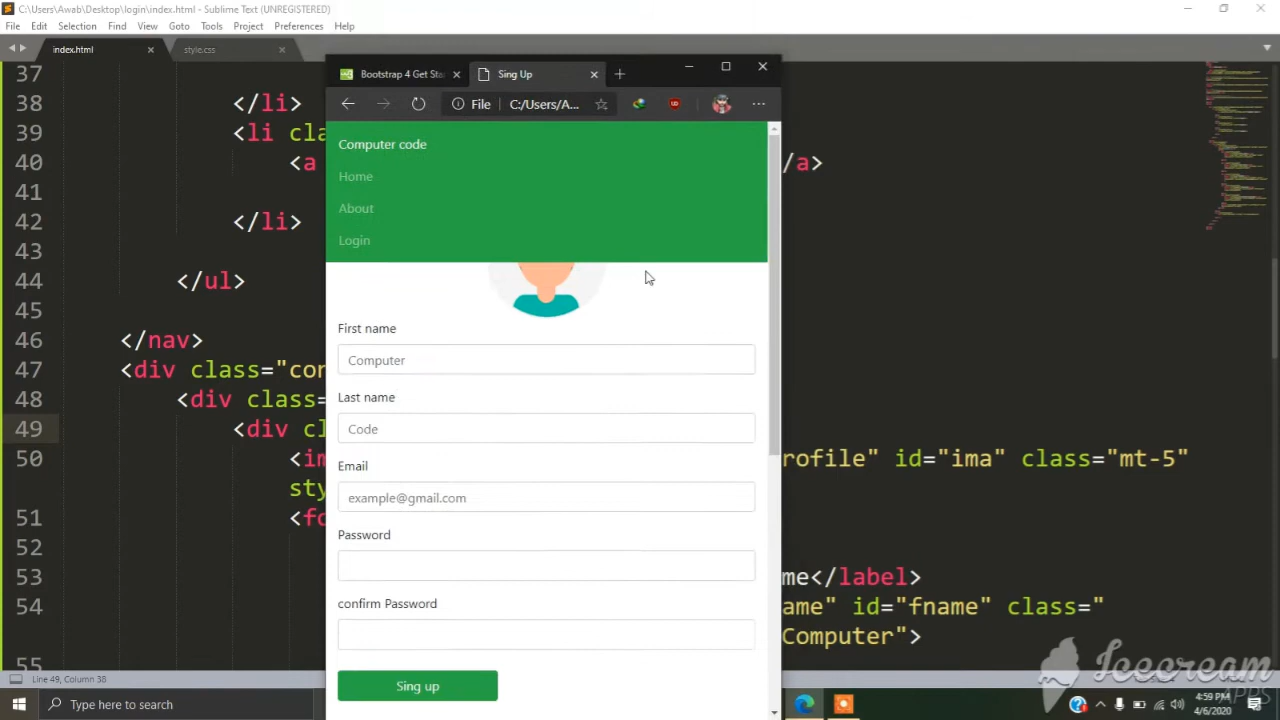 C:\Users\Awab\Desktop\login\index.html - Sublime Text (UNREGISTERED)
File Edit Selection Find View Goto Tools Project Preferences Help
index.html
style.css
Bootstrap 4 Get Sta
Sing Up
File
C:/Users/A...
37
38 </li>
39 <li cla
40 <a /a>
41
42 </li>
43
44 </ul>
45
46 </nav>
47 <div class="con
48 <div class=
49 <div cl
50 <im rofile" id="ima" class="mt-5"
sty
51 <fo
52
53 me</label>
54 ame" id="fname" class="
Computer">
55
Computer code
Home
About
Login
First name
Computer
Last name
Code
Email
example@gmail.com
Password
confirm Password
Sing up
Icecream
APPS
Line 49, Column 38
Type here to search
4:59 PM
4/6/2020